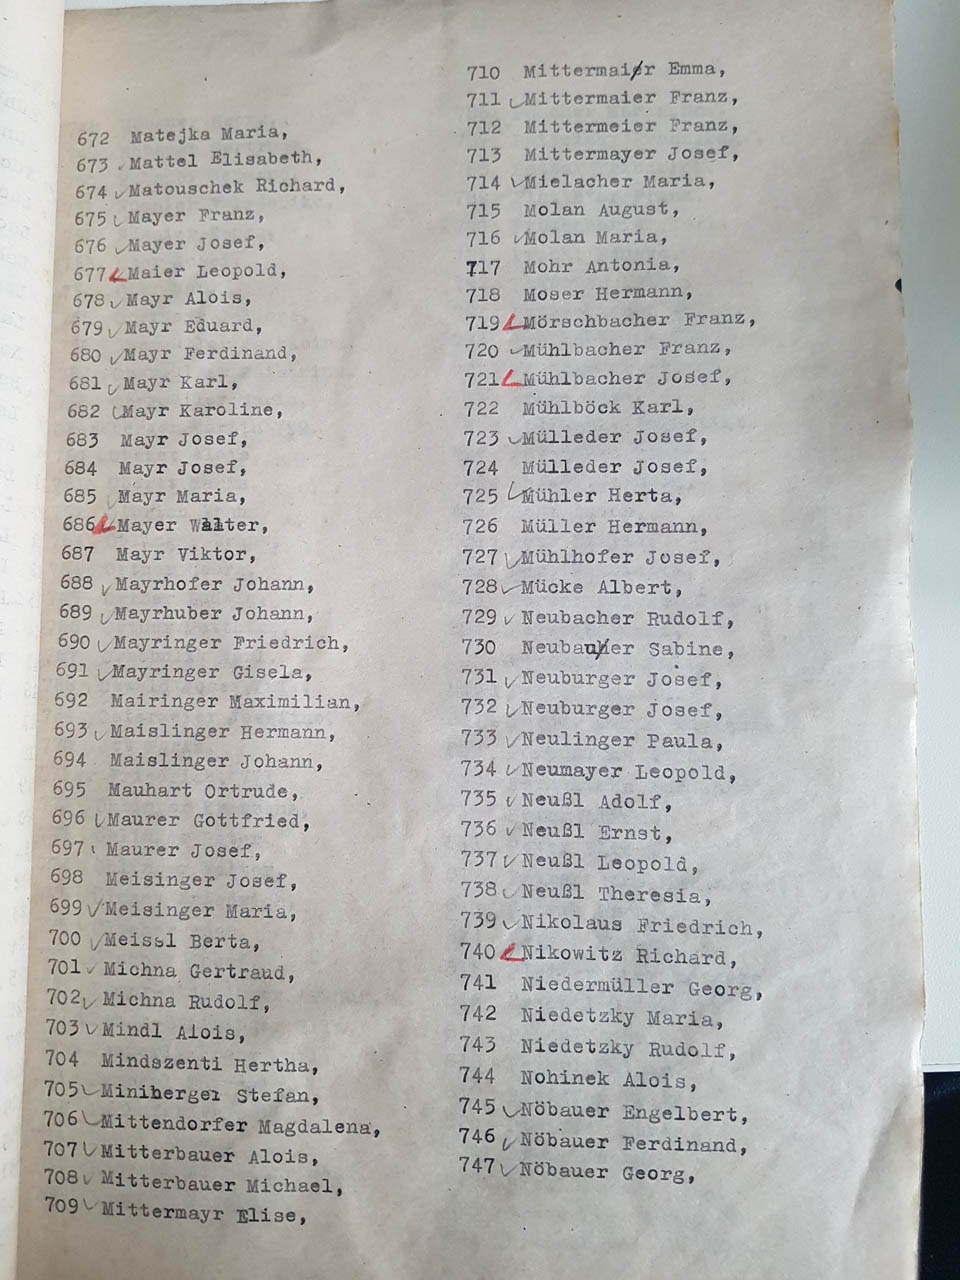 672 Matejka Maria,
673 Mattel Elisabeth,
674 Matouschek Richard,
675 Mayer Franz,
676 Mayer Josef,
677 Maier Leopold,
678 Mayr Alois,
679 Mayr Eduard,
680 Mayr Ferdinand,
681 Mayr Karl,
682 Mayr Karoline,
683 Mayr Josef,
684 Mayr Josef,
685 Mayr Maria,
686 Mayer Walter,
687 Mayr Viktor,
688 Mayrhofer Johann,
689 Mayrhuber Johann,
690 Mayringer Friedrich,
691 Mayringer Gisela,
692 Mairinger Maximilian,
693 Maislinger Hermann,
694 Maislinger Johann,
695 Mauhart Ortrude,
696 Maurer Gottfried,
697 Maurer Josef,
698 Meisinger Josef,
699 Meisinger Maria,
700 Meissl Berta,
701 Michna Gertraud,
702 Michna Rudolf,
703 Mindl Alois,
704 Mindszenti Hertha,
705 Miniberger Stefan,
706 Mittendorfer Magdalena,
707 Mitterbauer Alois,
708 Mitterbauer Michael,
709 Mittermayr Elise,
710 Mittermair Emma,
711 Mittermaier Franz,
712 Mittermeier Franz,
713 Mittermayer Josef,
714 Mielacher Maria,
715 Molan August,
716 Molan Maria,
717 Mohr Antonia,
718 Moser Hermann,
719 Mörschbacher Franz,
720 Mühlbacher Franz,
721 Mühlbacher Josef,
722 Mühlböck Karl,
723 Mülleder Josef,
724 Mülleder Josef,
725 Mühler Herta,
726 Müller Hermann,
727 Mühlhofer Josef,
728 Mücke Albert,
729 Neubacher Rudolf,
730 Neubauer Sabine,
731 Neuburger Josef,
732 Neuburger Josef,
733 Neulinger Paula,
734 Neumayer Leopold,
735 Neußl Adolf,
736 Neußl Ernst,
737 Neußl Leopold,
738 Neußl Theresia,
739 Nikolaus Friedrich,
740 Nikowitz Richard,
741 Niedermüller Georg,
742 Niedetzky Maria,
743 Niedetzky Rudolf,
744 Nohinek Alois,
745 Nöbauer Engelbert,
746 Nöbauer Ferdinand,
747 Nöbauer Georg,